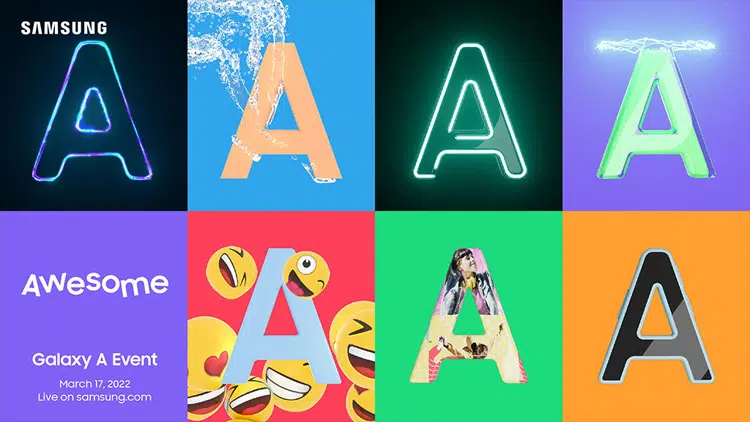 SAMSUNG
A A A A
Awesome
Galaxy A Event
March 17, 2022
Live on samsung.com
A A A